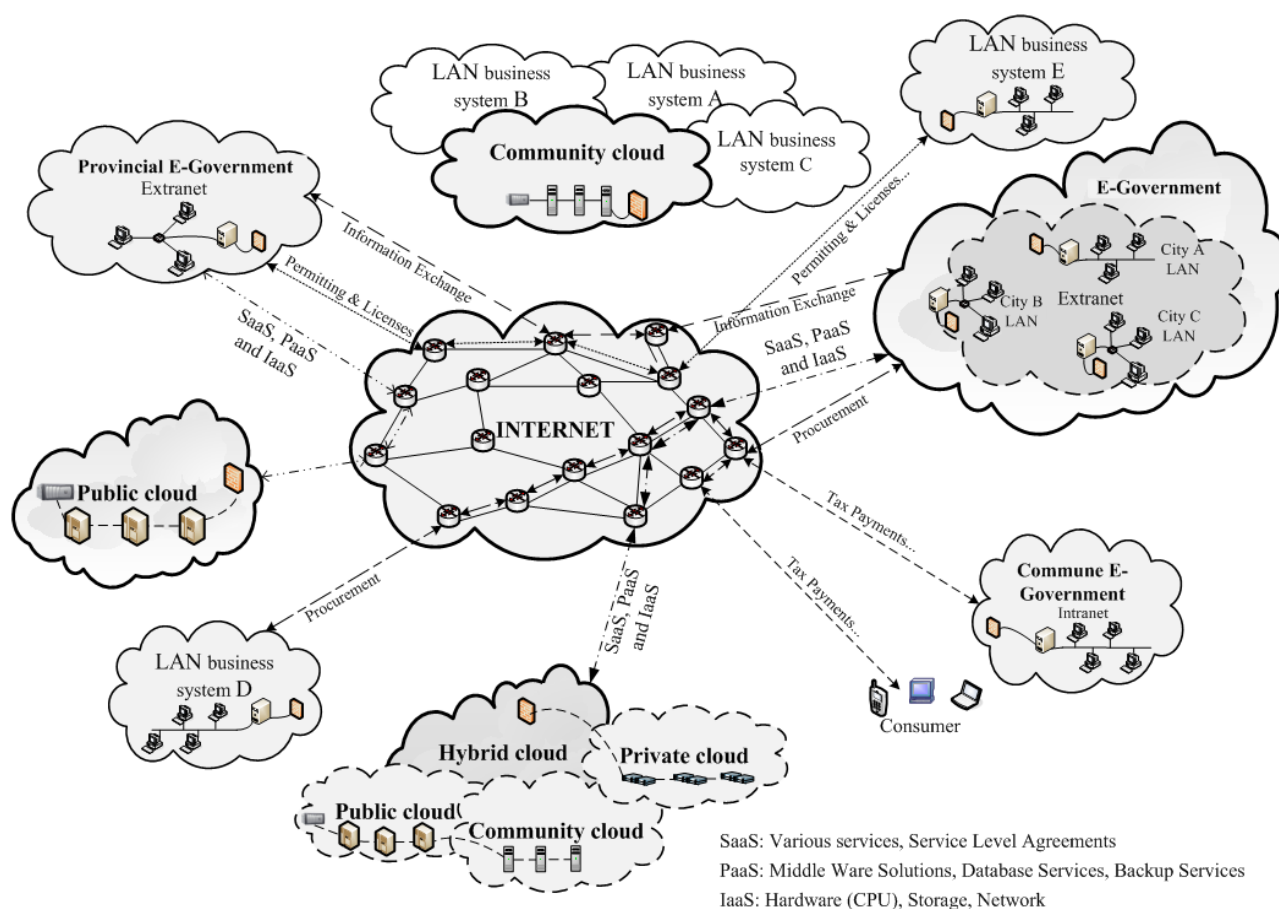 LAN business
system B
LAN business
system A
LAN business
system C
Community cloud
LAN business
system E
Provincial E-Government
Extranet
E-Government
City A
LAN
City B
LAN
Extranet
City C
LAN
Information Exchange
Permitting & Licenses
SaaS, PaaS
and IaaS
Permitting & Licenses...
Information Exchange
SaaS, PaaS
and IaaS
Procurement
INTERNET
Public cloud
Tax Payments...
Tax Payments...
Commune E-
Government
Intranet
Procurement
SaaS, PaaS
and IaaS
LAN business
system D
Consumer
Hybrid cloud
Private cloud
Public cloud
Community cloud
SaaS: Various services, Service Level Agreements
PaaS: Middle Ware Solutions, Database Services, Backup Services
IaaS: Hardware (CPU), Storage, Network